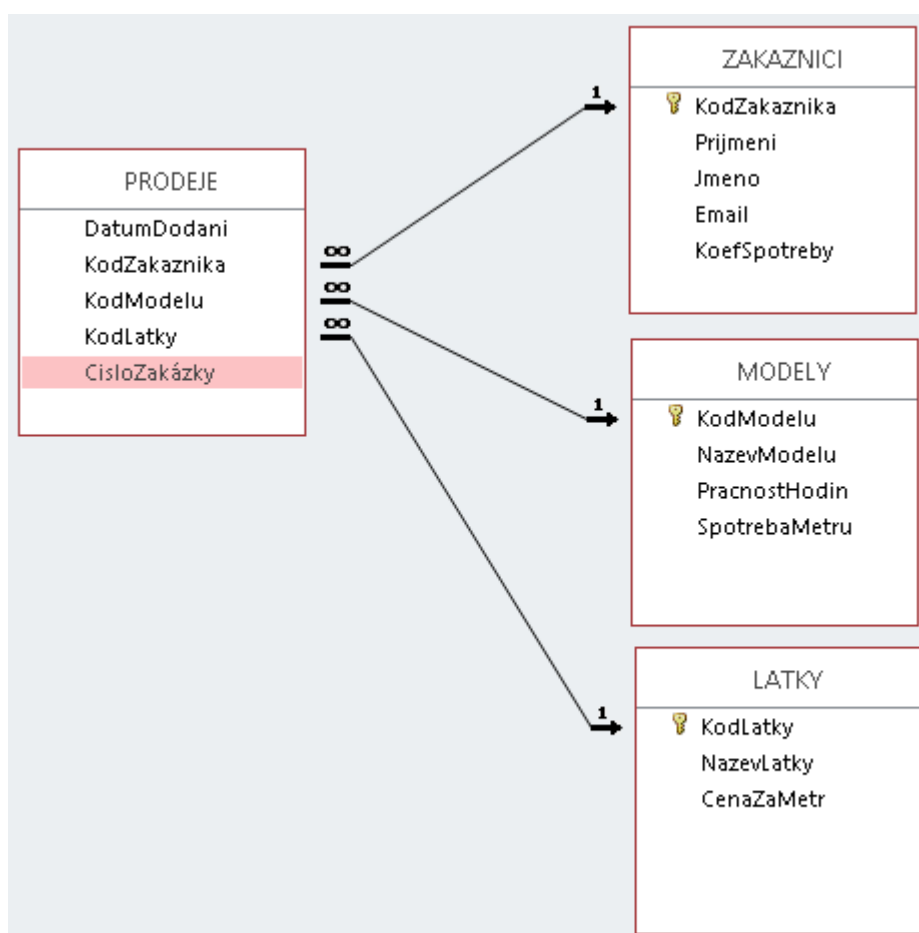 PRODEJE
DatumDodani
KodZakaznika
KodModelu
KodLatky
CisloZakázky
∞
∞
∞
1
1
1
ZAKAZNICI
KodZakaznika
Prijmeni
Jmeno
Email
KoefSpotreby
MODELY
KodModelu
NazevModelu
PracnostHodin
SpotrebaMetru
LATKY
KodLatky
NazevLatky
CenaZaMetr